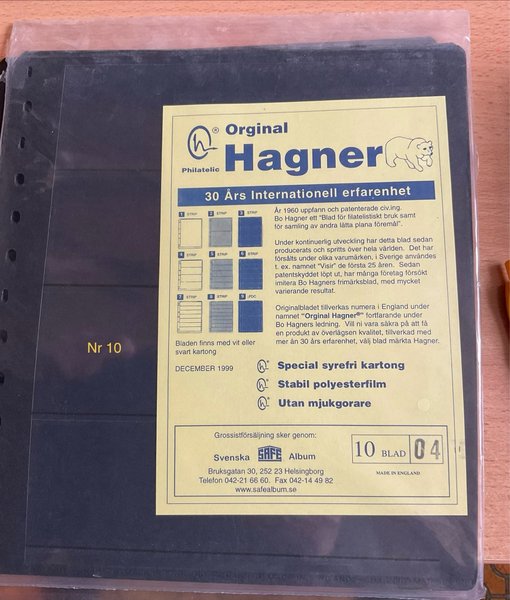 Orginal
Hagner
h ®
Philatelic
30 Års Internationell erfarenhet
1 STRIP 2 STRIP 3 STRIP
STRIP STRIP STRIP
7 STRIP 8 STRIP 9
År 1960 uppfann och patenterade civ.ing.
Bo Hagner ett "Blad för filatelistiskt bruk samt
för samling av andra lätta plana föremål".
Under kontinuerlig utveckling har detta blad sedan
producerats och spritts över hela världen. Det har
försålts under olika varumärken, i Sverige användes
t. ex. namnet "Visir" de första 25 åren. Sedan
patentskyddet löpt ut, har många företag försökt
imitera Bo Hagners frimärksblad, med mycket
varierande resultat.
Originalbladet tillverkas numera i England under
namnet "Orginal Hagner®" fortfarande under
Bo Hagners ledning. Vill ni vara säkra på att få
en produkt av överlägsen kvalitet, tillverkad med
mer än 30 års erfarenhet, välj blad märkta Hagner.
Bladen finns med vit eller
svart kartong
DECEMBER 1999
h Special syrefri kartong
h Stabil polyesterfilm
h Utan mjukgorare
Nr 10
Grossistförsäljning sker genom:
Svenska SAFE Album
Bruksgatan 30, 252 23 Helsingborg
Telefon 042-21 66 60. Fax 042-14 49 82
www.safealbum.se
10 BLAD 04
MADE IN ENGLAND